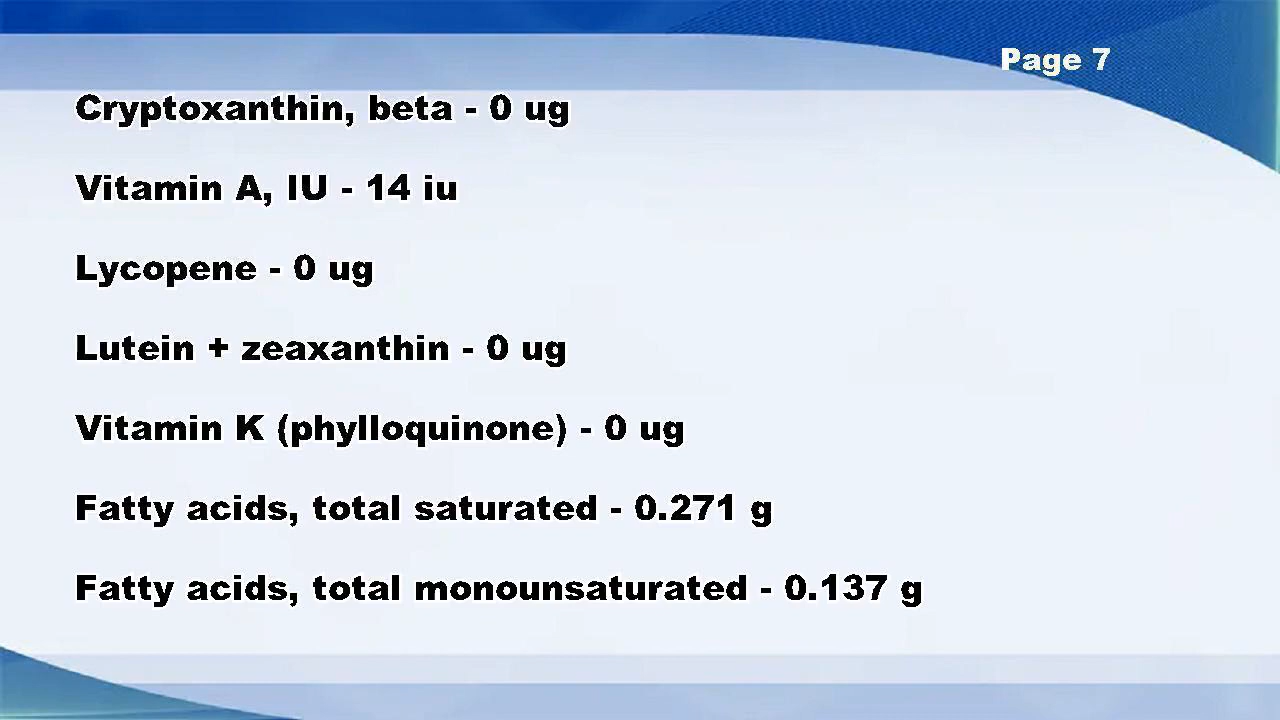 Page 7
Cryptoxanthin, beta - 0 ug
Vitamin A, IU - 14 iu
Lycopene - 0 ug
Lutein + zeaxanthin - 0 ug
Vitamin K (phylloquinone) - 0 ug
Fatty acids, total saturated - 0.271 g
Fatty acids, total monounsaturated - 0.137 g